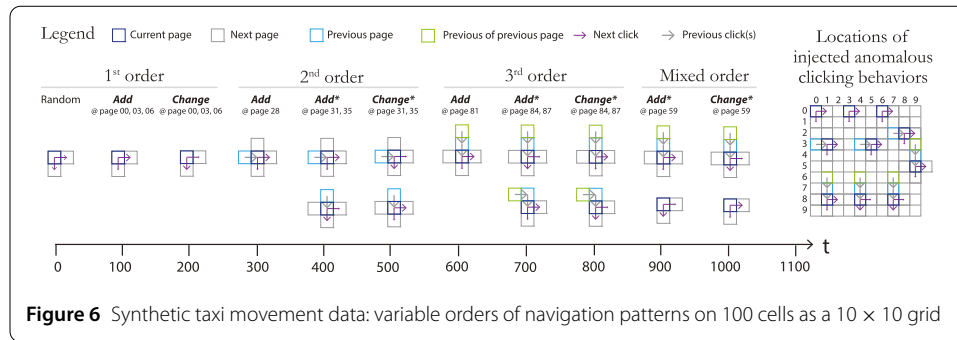 Legend Current page Next page Previous page Previous of previous page Next click Previous click(s)
Locations of
injected anomalous
clicking behaviors
1st order 2nd order 3rd order Mixed order
Random Add Change Add Add* Change* Add Add* Change* Add* Change*
@ page 00, 03, 06 @ page 00, 03, 06 @ page 28 @ page 31, 35 @ page 31, 35 @ page 81 @ page 84, 87 @ page 84, 87 @ page 59 @ page 59
0 1 2 3 4 5 6 7 8 9
0
1
2
3
4
5
6
7
8
9
t
0 100 200 300 400 500 600 700 800 900 1000 1100
Figure 6 Synthetic taxi movement data: variable orders of navigation patterns on 100 cells as a 10 × 10 grid